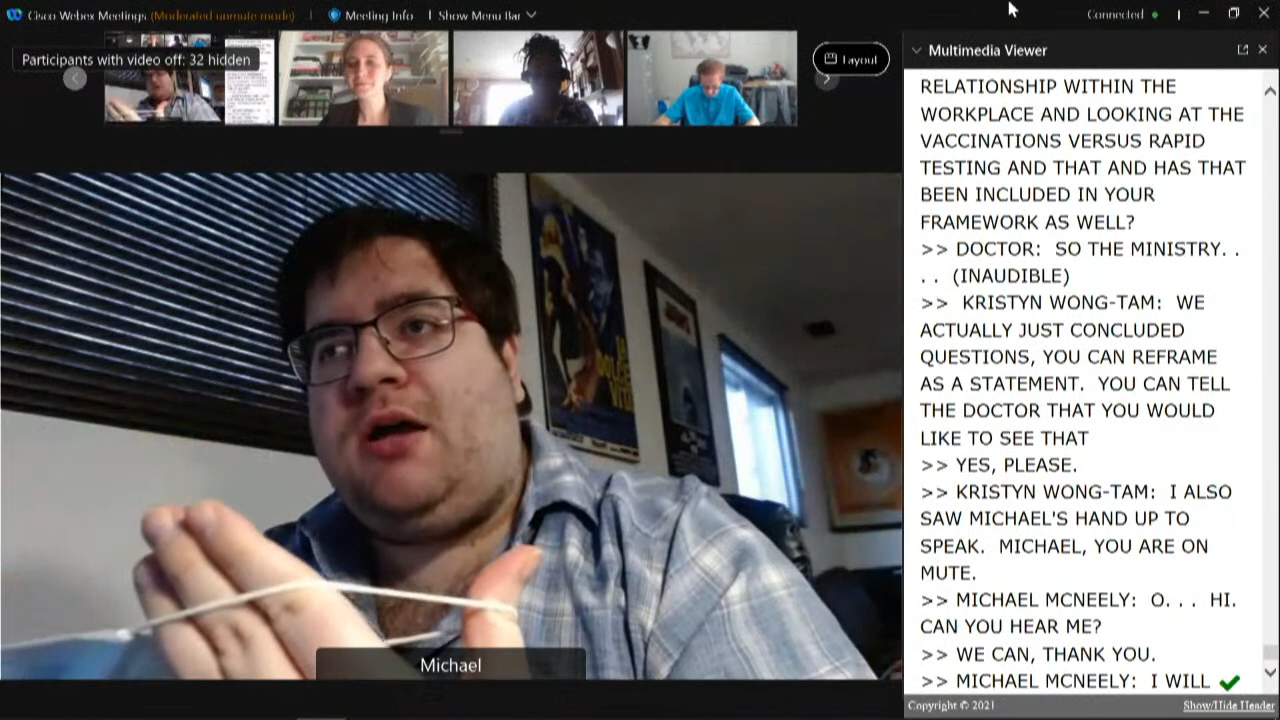 Cisco Webex Meetings (Moderated unmute mode) Meeting Info Show Menu Bar Connected
Participants with video off: 32 hidden
Layout
Michael
Multimedia Viewer
RELATIONSHIP WITHIN THE
WORKPLACE AND LOOKING AT THE
VACCINATIONS VERSUS RAPID
TESTING AND THAT AND HAS THAT
BEEN INCLUDED IN YOUR
FRAMEWORK AS WELL?
>> DOCTOR: SO THE MINISTRY. .
. . (INAUDIBLE)
>> KRISTYN WONG-TAM: WE
ACTUALLY JUST CONCLUDED
QUESTIONS, YOU CAN REFRAME
AS A STATEMENT. YOU CAN TELL
THE DOCTOR THAT YOU WOULD
LIKE TO SEE THAT
>> YES, PLEASE.
>> KRISTYN WONG-TAM: I ALSO
SAW MICHAEL'S HAND UP TO
SPEAK. MICHAEL, YOU ARE ON
MUTE.
>> MICHAEL MCNEELY: O. . . HI.
CAN YOU HEAR ME?
>> WE CAN, THANK YOU.
>> MICHAEL MCNEELY: I WILL
Copyright © 2021 Show/Hide Header